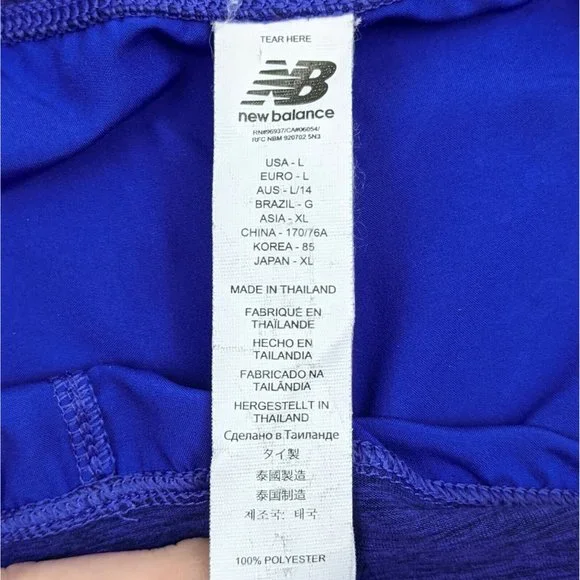 TEAR HERE
NB
new balance
RN#96937/CA#06054/
RFC NBM 920702 5N3
USA - L
EURO - L
AUS - L/14
BRAZIL - G
ASIA - XL
CHINA - 170/76A
KOREA - 85
JAPAN - XL
MADE IN THAILAND
FABRIQUÉ EN
THAÏLANDE
HECHO EN
TAILANDIA
FABRICADO NA
TAILÂNDIA
HERGESTELLT IN
THAILAND
Сделано в Таиланде
タイ製
泰國製造
泰国制造
제조국: 태국
100% POLYESTER